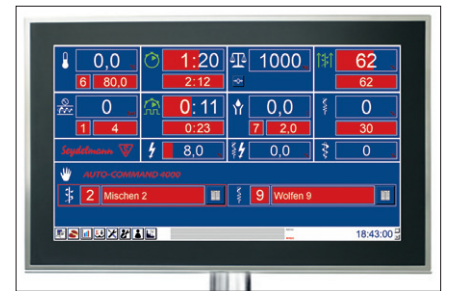 0,0 1:20 1000 62
6 80,0 2:12 62
0 0:11 0,0 0
1 4 0:23 7 2,0 30
Seydelmann 8,0 0,0 0
AUTO-COMMAND 4000
2 Mischen 2 9 Wolfen 9
18:43:00